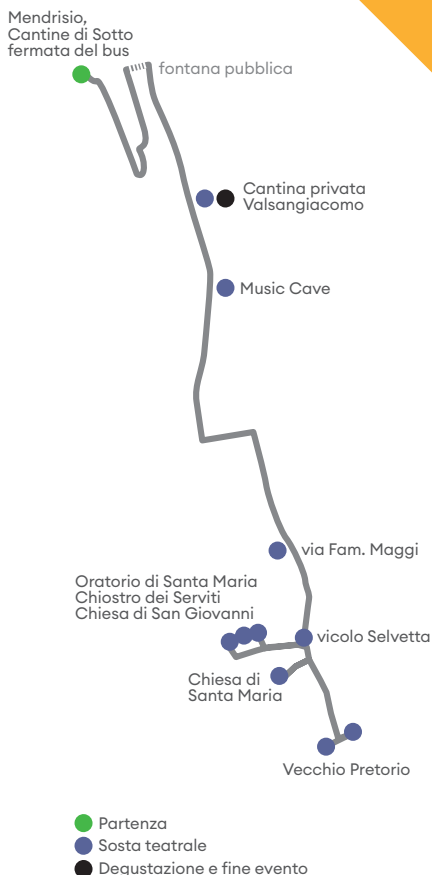 Mendrisio,
Cantine di Sotto
fermata del bus
fontana pubblica
Cantina privata
Valsangiacomo
Music Cave
via Fam. Maggi
Oratorio di Santa Maria
Chiostro dei Serviti
Chiesa di San Giovanni
vicolo Selvetta
Chiesa di
Santa Maria
Vecchio Pretorio
Partenza
Sosta teatrale
Degustazione e fine evento